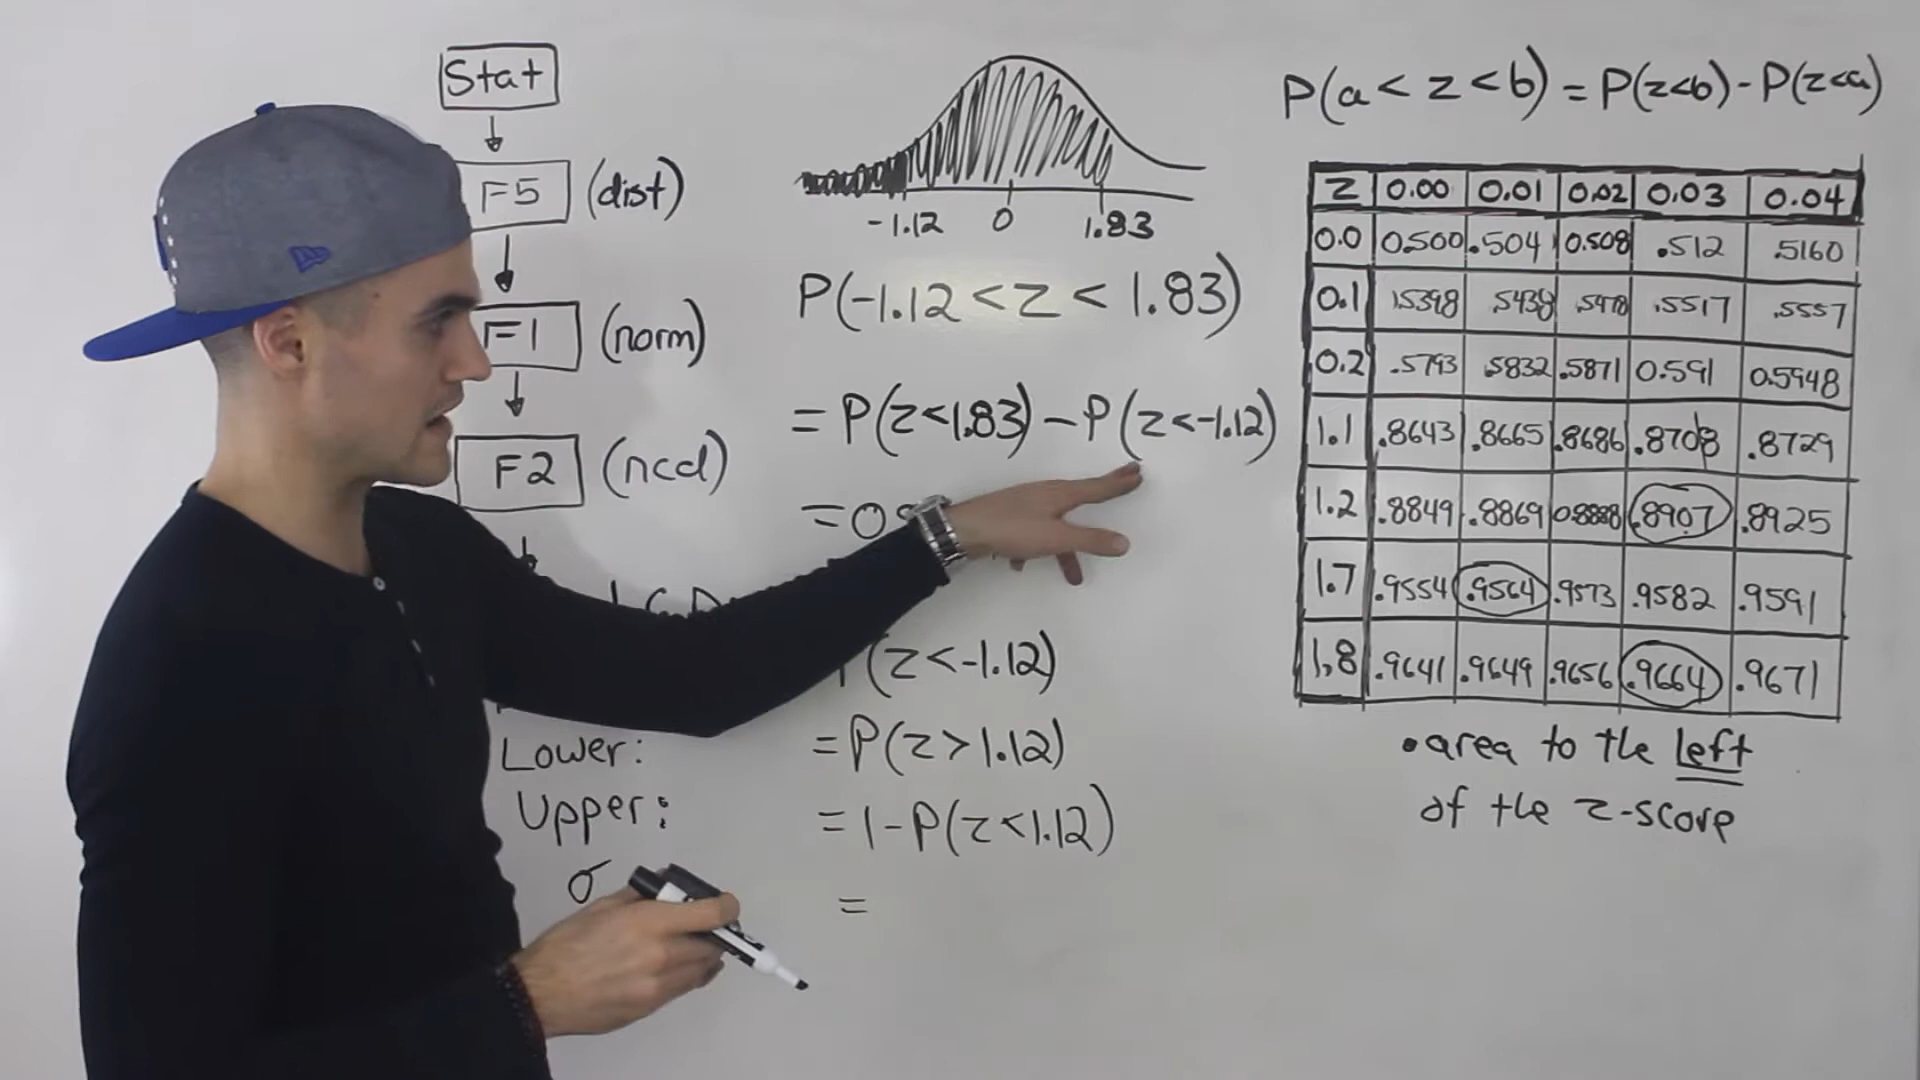 Stat
F5 (dist)
F1 (norm)
F2 (ncd)
Lower:
Upper:
σ
-1.12 0 1.83
P(-1.12 < z < 1.83)
= P(z<1.83) - P(z<-1.12)
(z<-1.12)
= P(z>1.12)
= 1-P(z<1.12)
=
P(a < z < b) = P(z<b) - P(z<a)
z 0.00 0.01 0.02 0.03 0.04
0.0 0.500 .504 0.508 .512 .5160
0.1 .5398 .5438 .5478 .5517 .5557
0.2 .5793 .5832 .5871 0.591 0.5948
1.1 .8643 .8665 .8686 .8708 .8729
1.2 .8849 .8869 0.8888 .8907 .8925
1.7 .9554 .9564 .9573 .9582 .9591
1.8 .9641 .9649 .9656 .9664 .9671
• area to the left
of the z-score